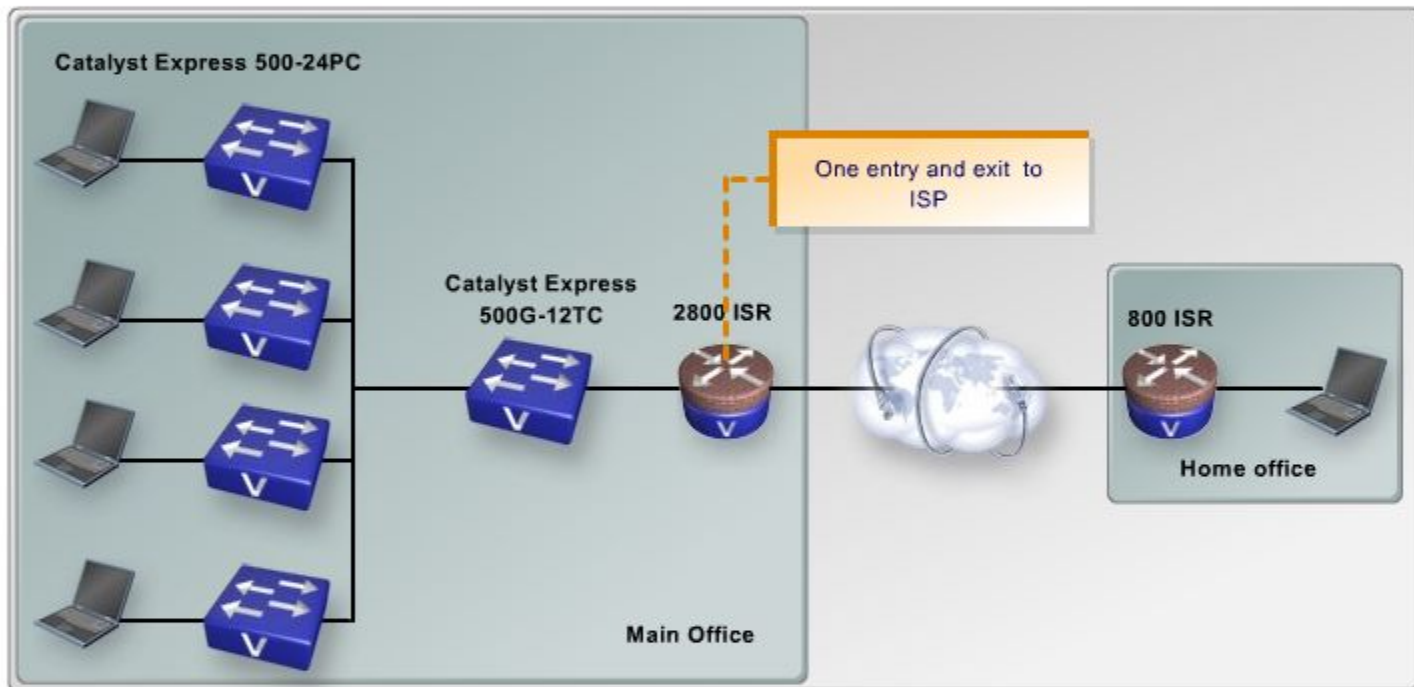 Catalyst Express 500-24PC
V
V
V
V
Catalyst Express
500G-12TC
V
2800 ISR
V
One entry and exit to
ISP
Main Office
800 ISR
V
Home office